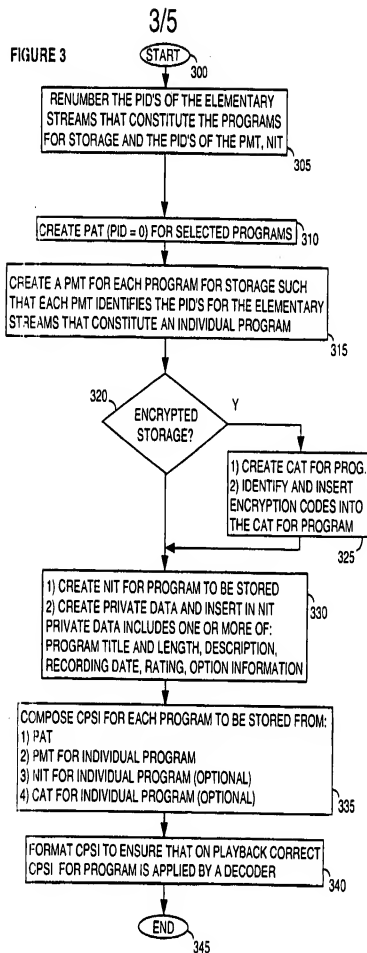 3/5
FIGURE 3
START
300
RENUMBER THE PID'S OF THE ELEMENTARY
STREAMS THAT CONSTITUTE THE PROGRAMS
FOR STORAGE AND THE PID'S OF THE PMT, NIT
305
CREATE PAT (PID = 0) FOR SELECTED PROGRAMS
310
CREATE A PMT FOR EACH PROGRAM FOR STORAGE SUCH
THAT EACH PMT IDENTIFIES THE PID'S FOR THE ELEMENTARY
STREAMS THAT CONSTITUTE AN INDIVIDUAL PROGRAM
315
320
ENCRYPTED
STORAGE?
Y
1) CREATE CAT FOR PROG.
2) IDENTIFY AND INSERT
ENCRYPTION CODES INTO
THE CAT FOR PROGRAM
325
1) CREATE NIT FOR PROGRAM TO BE STORED
2) CREATE PRIVATE DATA AND INSERT IN NIT
PRIVATE DATA INCLUDES ONE OR MORE OF:
PROGRAM TITLE AND LENGTH, DESCRIPTION,
RECORDING DATE, RATING, OPTION INFORMATION
330
COMPOSE CPSI FOR EACH PROGRAM TO BE STORED FROM:
1) PAT
2) PMT FOR INDIVIDUAL PROGRAM
3) NIT FOR INDIVIDUAL PROGRAM (OPTIONAL)
4) CAT FOR INDIVIDUAL PROGRAM (OPTIONAL)
335
FORMAT CPSI TO ENSURE THAT ON PLAYBACK CORRECT
CPSI FOR PROGRAM IS APPLIED BY A DECODER
340
END
345